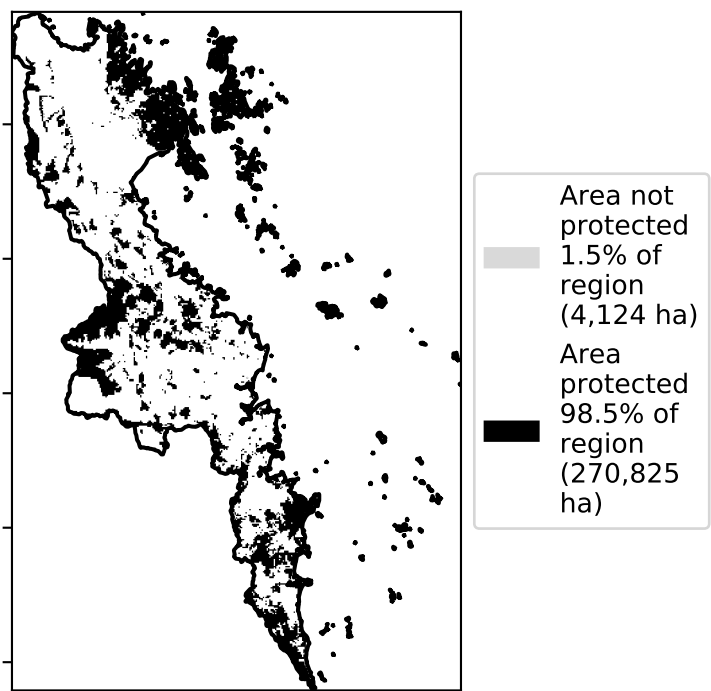 Area not
protected
1.5% of
region
(4,124 ha)
Area
protected
98.5% of
region
(270,825
ha)